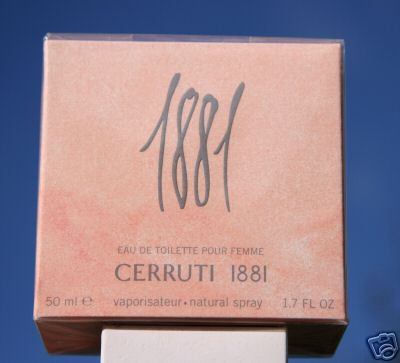 1881
EAU DE TOILETTE POUR FEMME
CERRUTI 1881
50 ml ℮ vaporisateur • natural spray 1.7 FL OZ